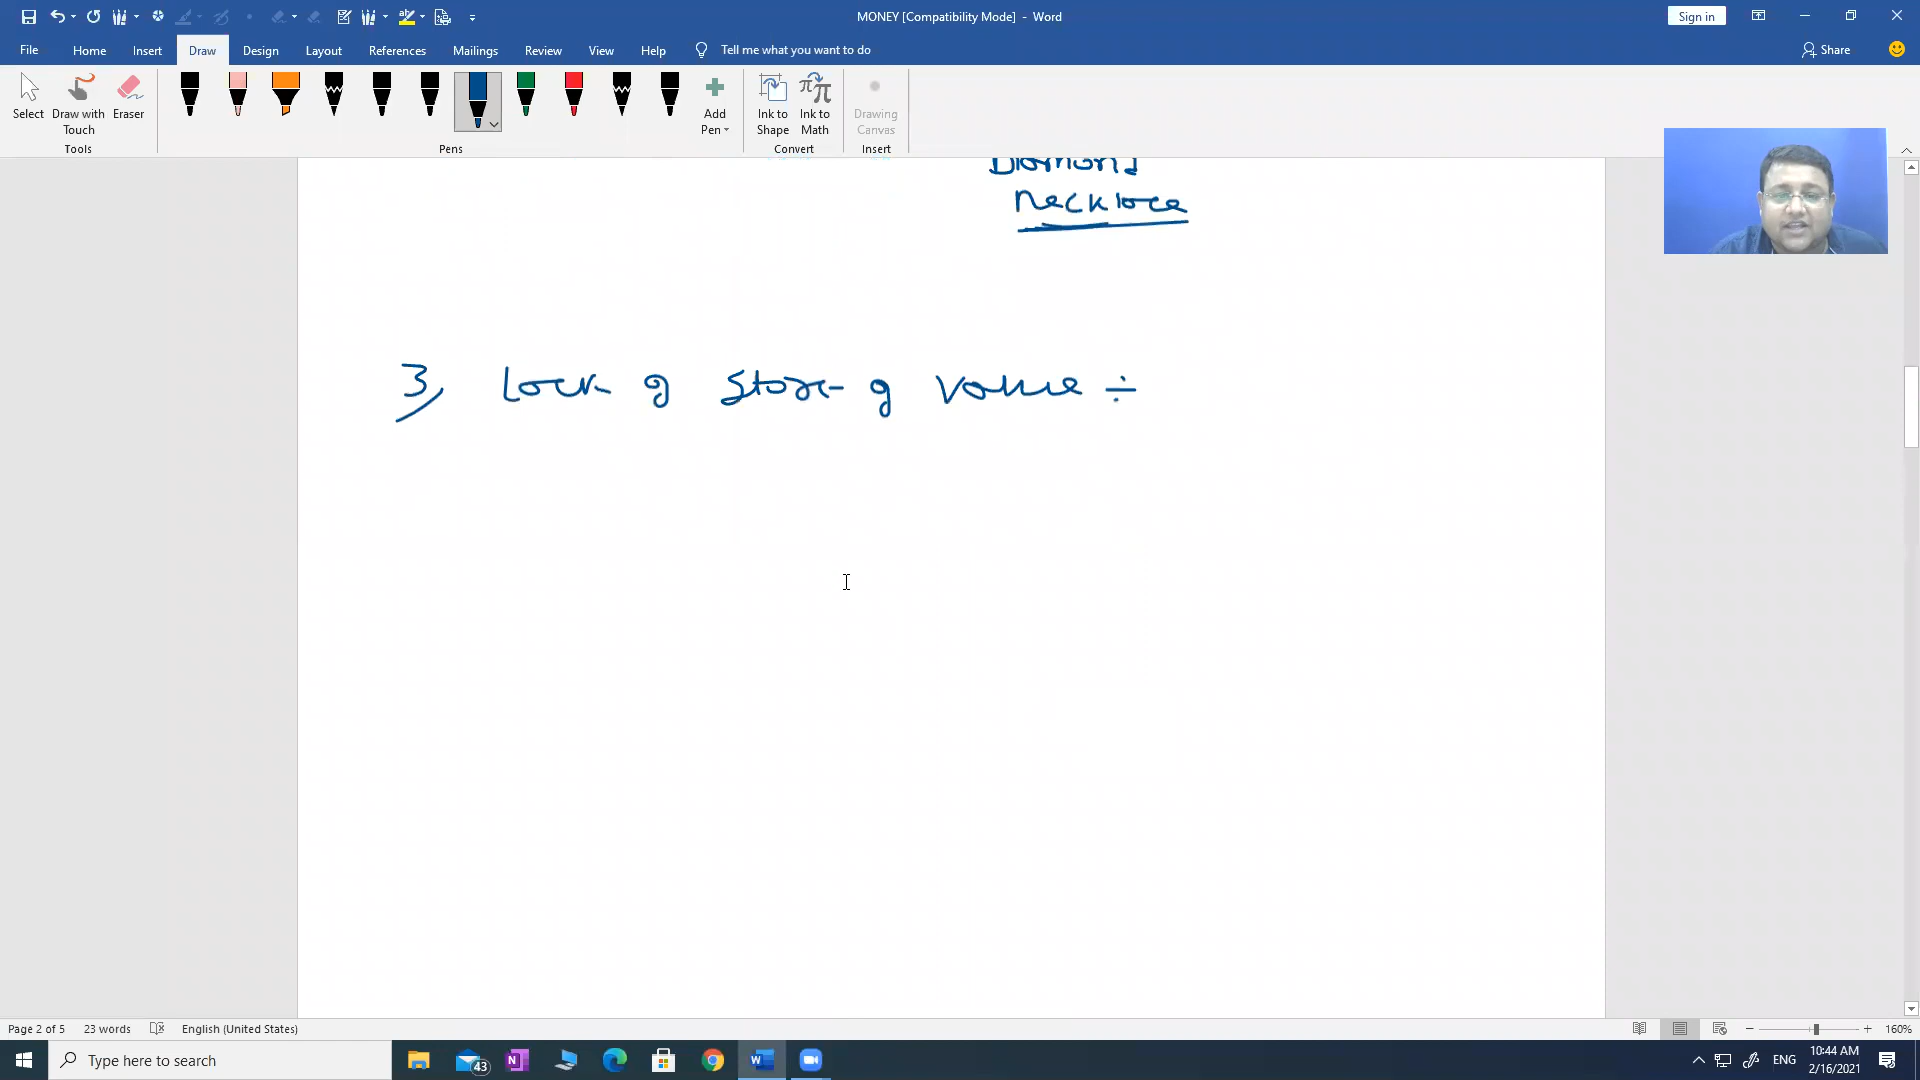 MONEY [Compatibility Mode] - Word
Sign in
File Home Insert Draw Design Layout References Mailings Review View Help Tell me what you want to do
Share
Select
Draw with Touch
Eraser
Add Pen
Ink to Shape
Ink to Math
Drawing Canvas
Tools
Pens
Convert
Insert
Diamond
Necklace
3, Lack of Store of Value ÷
Page 2 of 5 23 words English (United States)
160%
Type here to search
43
ENG
10:44 AM
2/16/2021